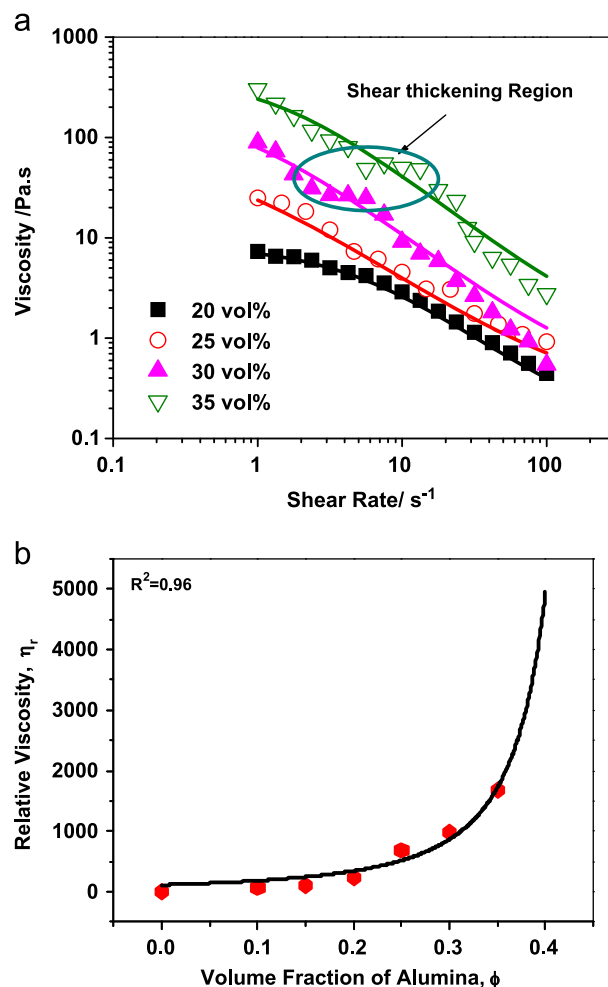 a
1000
100
10
1
0.1
Viscosity /Pa.s
Shear thickening Region
20 vol%
25 vol%
30 vol%
35 vol%
0.1
1
10
100
Shear Rate/ s⁻¹
b
R²=0.96
5000
4000
3000
2000
1000
0
Relative Viscosity, ηr
0.0
0.1
0.2
0.3
0.4
Volume Fraction of Alumina, ϕ